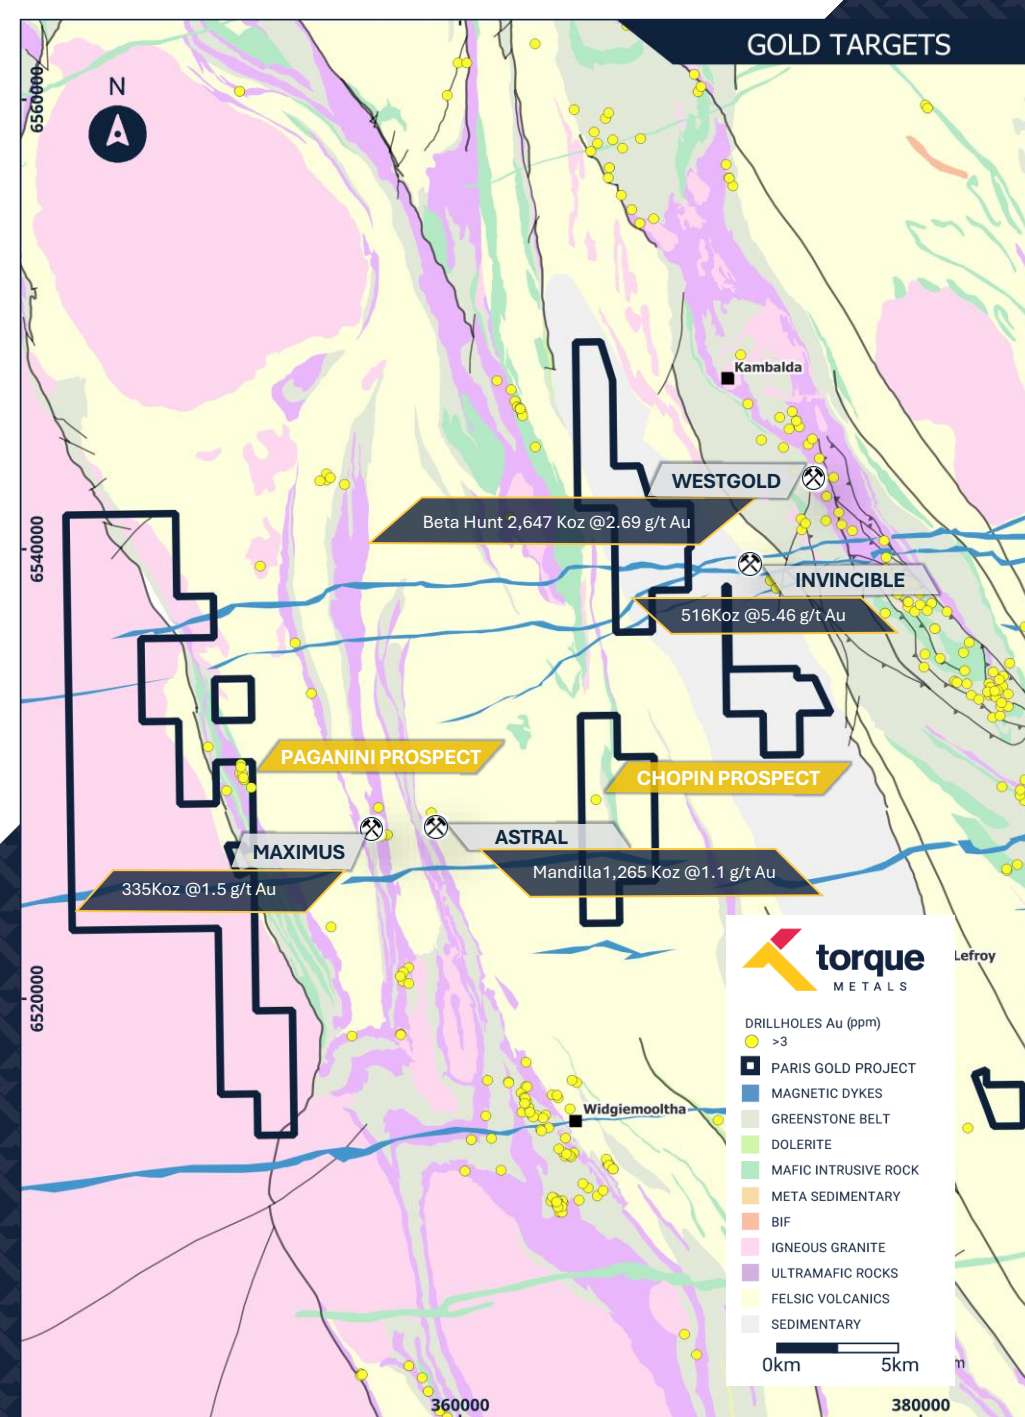 GOLD TARGETS
N
6560000
Kambalda
WESTGOLD
Beta Hunt 2,647 Koz @2.69 g/t Au
6540000
INVINCIBLE
516Koz @5.46 g/t Au
PAGANINI PROSPECT
CHOPIN PROSPECT
MAXIMUS
335Koz @1.5 g/t Au
ASTRAL
Mandilla1,265 Koz @1.1 g/t Au
6520000
Lefroy
torque
METALS
DRILLHOLES Au (ppm)
>3
PARIS GOLD PROJECT
MAGNETIC DYKES
GREENSTONE BELT
DOLERITE
MAFIC INTRUSIVE ROCK
META SEDIMENTARY
BIF
IGNEOUS GRANITE
ULTRAMAFIC ROCKS
FELSIC VOLCANICS
SEDIMENTARY
0km 5km
Widgiemooltha
360000
380000